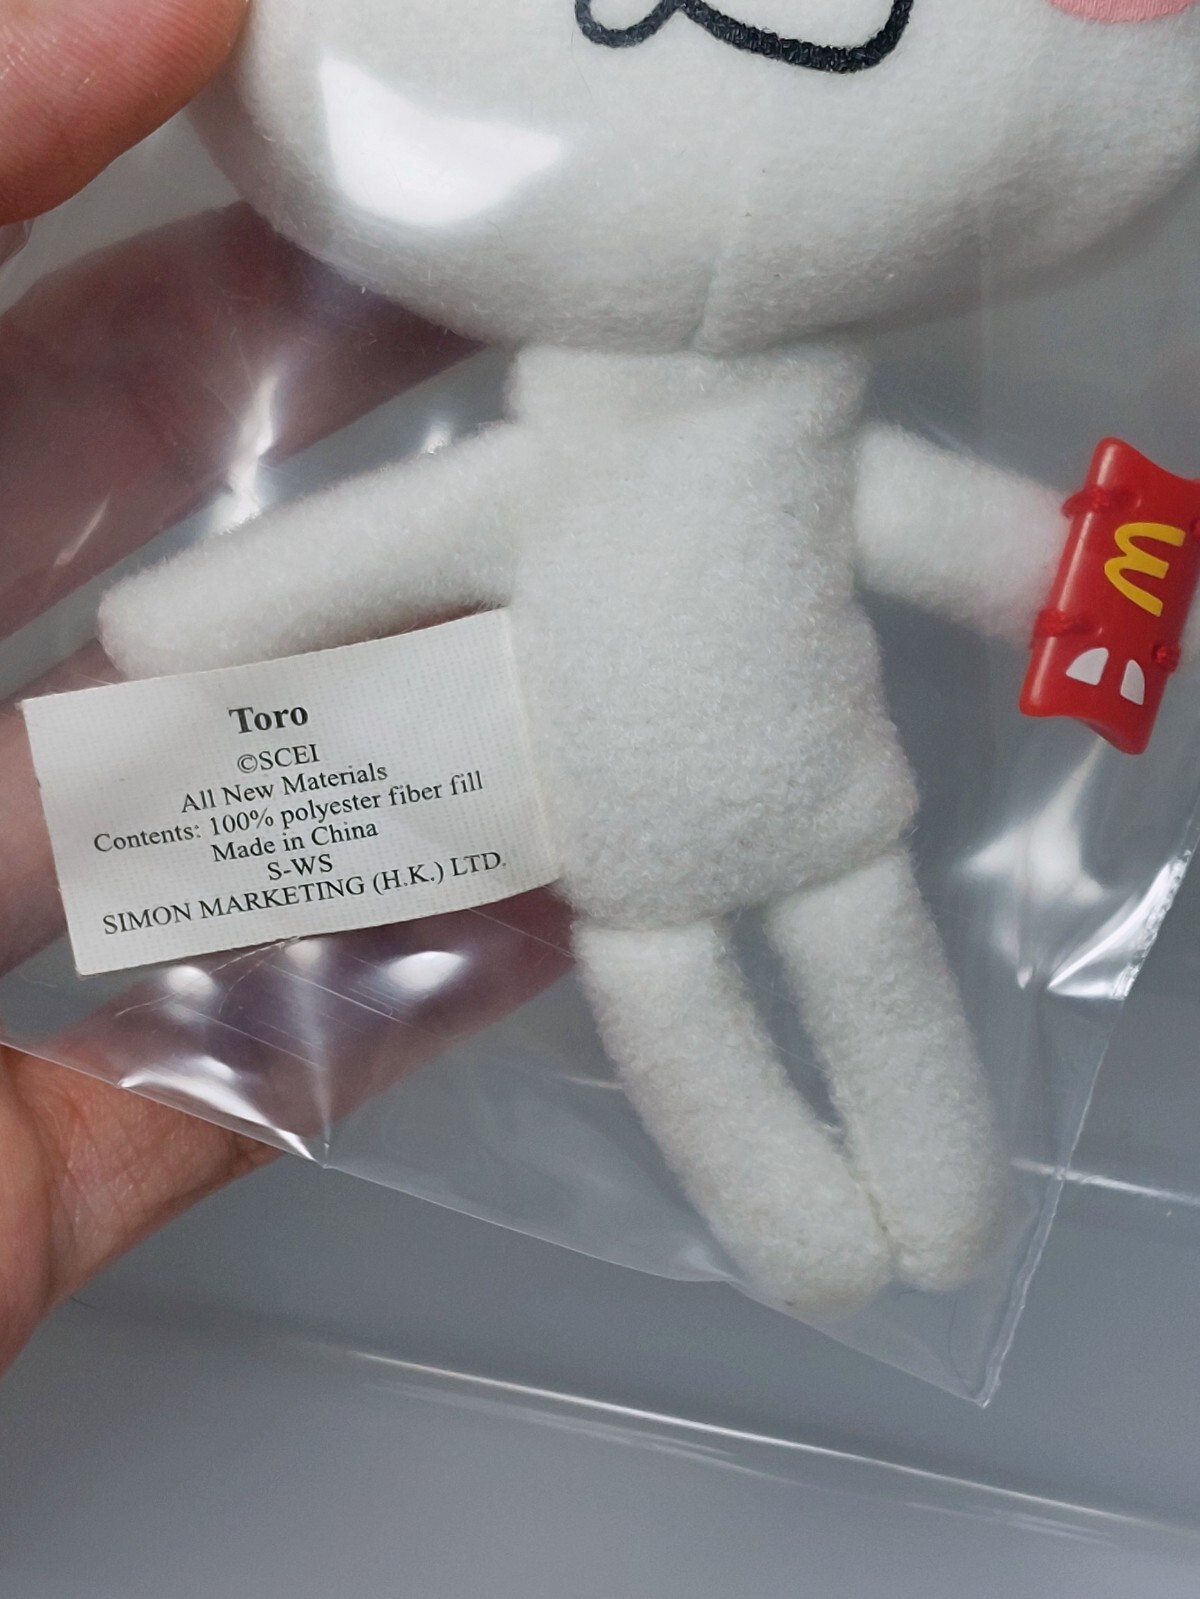 Toro
©SCEI
All New Materials
Contents: 100% polyester fiber fill
Made in China
S-WS
SIMON MARKETING (H.K.) LTD.
M